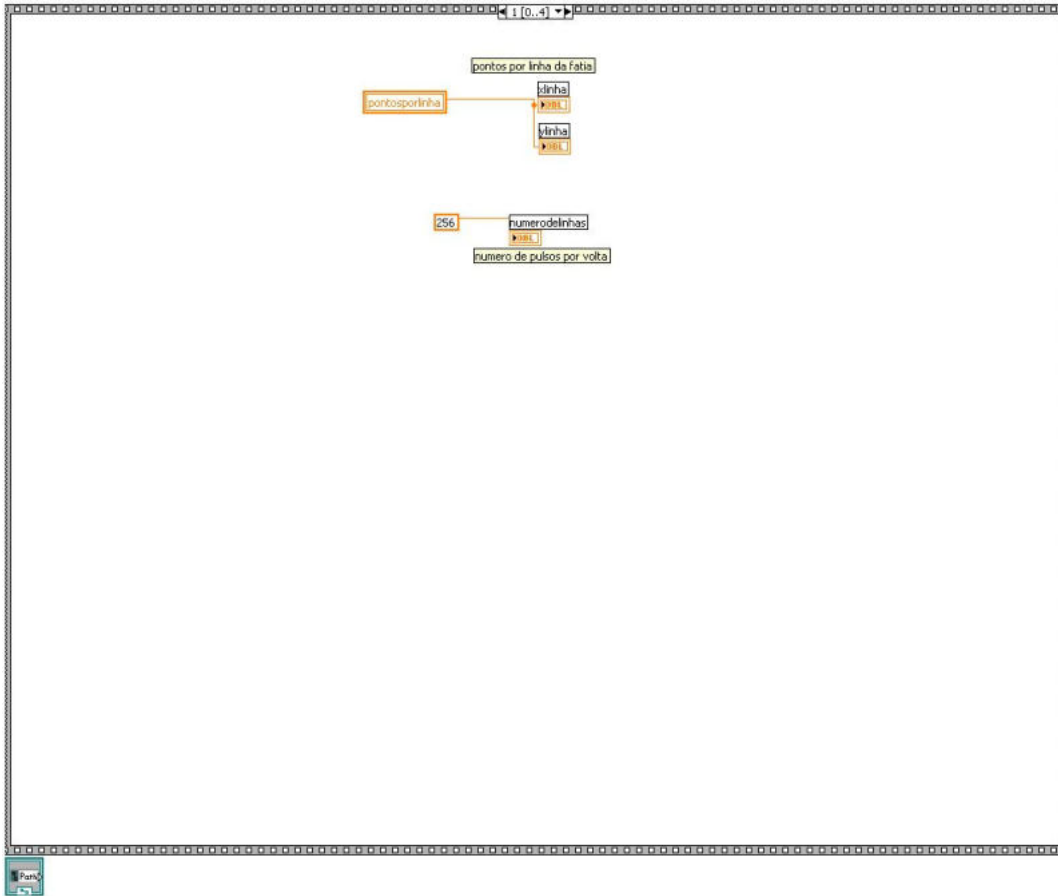 1 [0..4]
pontos por linha da fatia
xlinha
pontosporlinha
DBL
ylinha
DBL
256
numerodelinhas
DBL
numero de pulsos por volta
Path